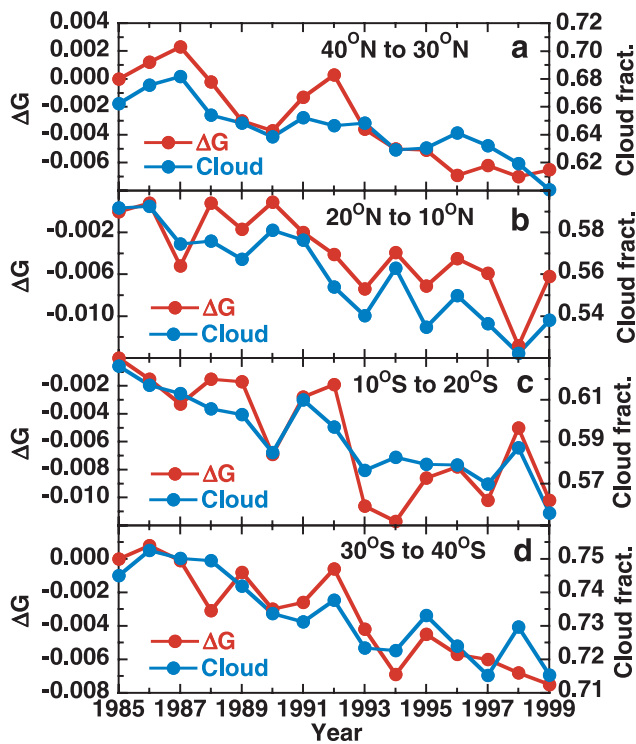 0.004
0.002
0.000
-0.002
-0.004
-0.006
ΔG
40°N to 30°N
a
ΔG
Cloud
0.72
0.70
0.68
0.66
0.64
0.62
Cloud fract.
-0.002
-0.006
-0.010
ΔG
20°N to 10°N
b
ΔG
Cloud
0.58
0.56
0.54
Cloud fract.
-0.002
-0.004
-0.006
-0.008
-0.010
ΔG
10°S to 20°S
c
ΔG
Cloud
0.61
0.59
0.57
Cloud fract.
0.000
-0.002
-0.004
-0.006
-0.008
ΔG
30°S to 40°S
d
ΔG
Cloud
0.75
0.74
0.73
0.72
0.71
Cloud fract.
1985 1987 1989 1991 1993 1995 1997 1999
Year